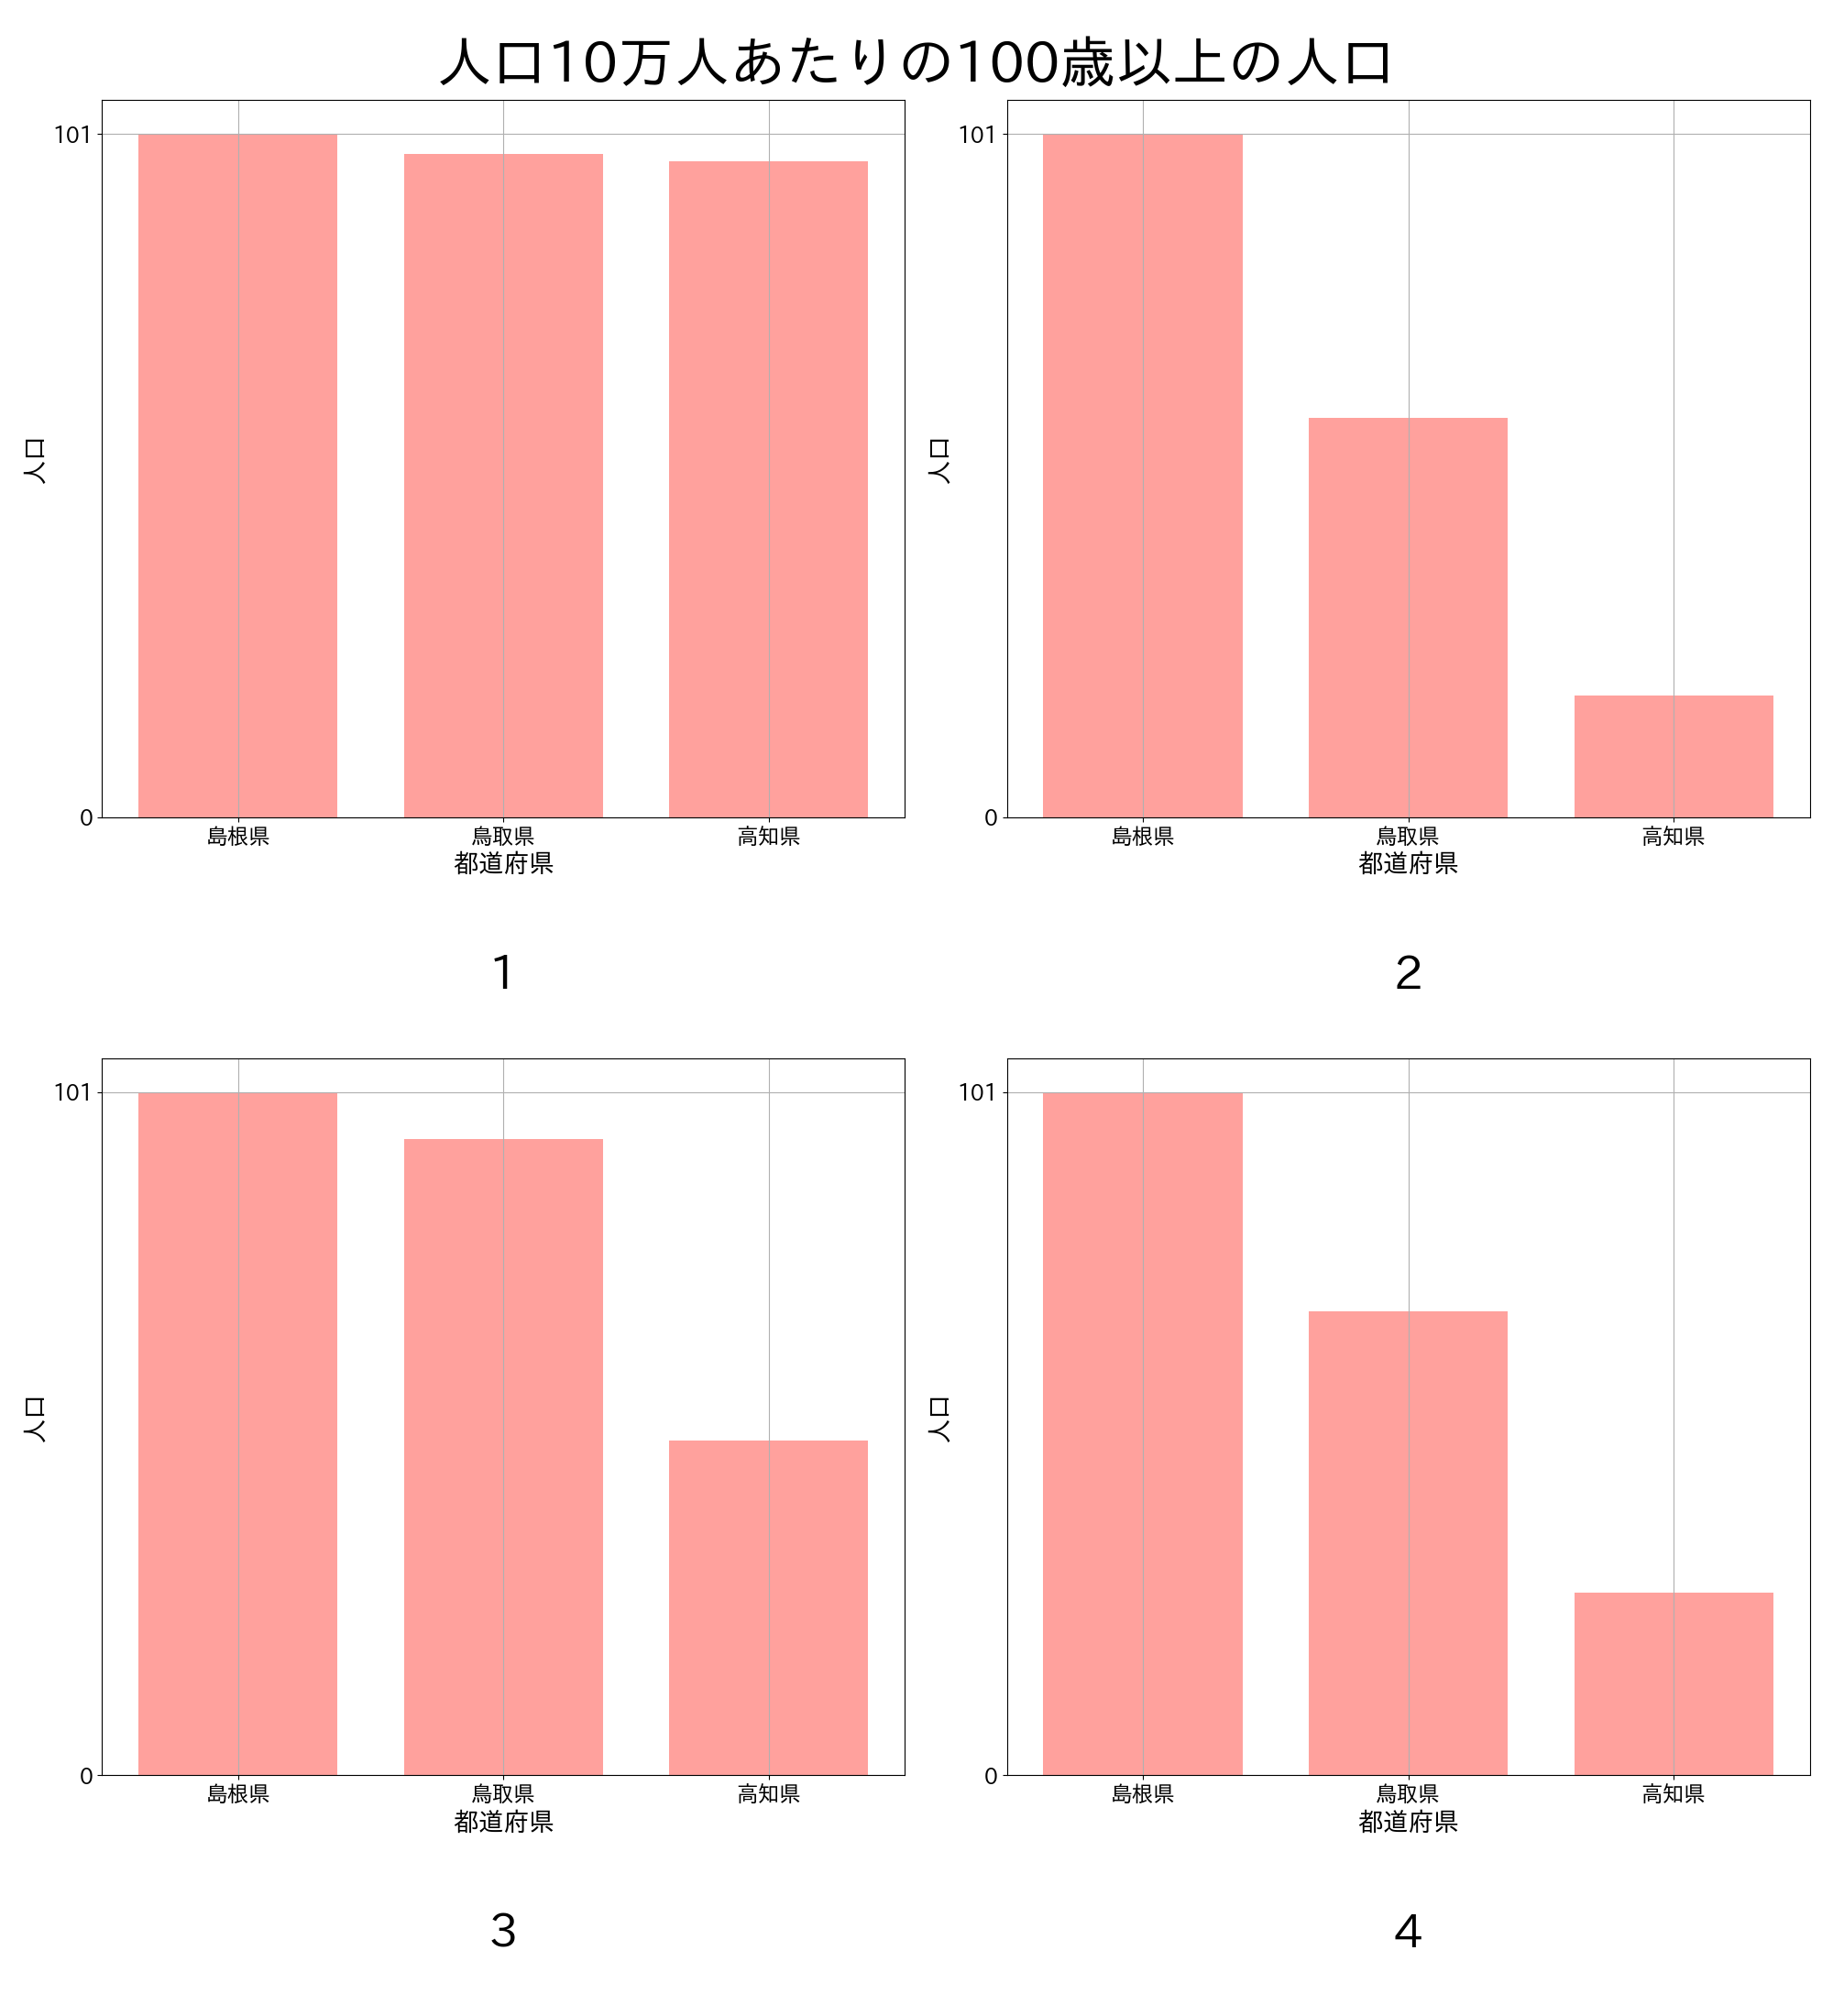 人口10万人あたりの100歳以上の人口
101
0
人口
島根県 鳥取県 高知県
都道府県
1
101
0
人口
島根県 鳥取県 高知県
都道府県
2
101
0
人口
島根県 鳥取県 高知県
都道府県
3
101
0
人口
島根県 鳥取県 高知県
都道府県
4